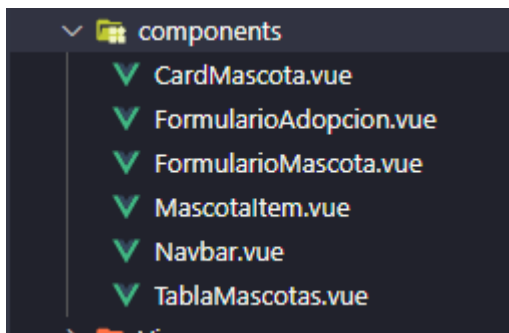 components
CardMascota.vue
FormularioAdopcion.vue
FormularioMascota.vue
MascotaItem.vue
Navbar.vue
TablaMascotas.vue